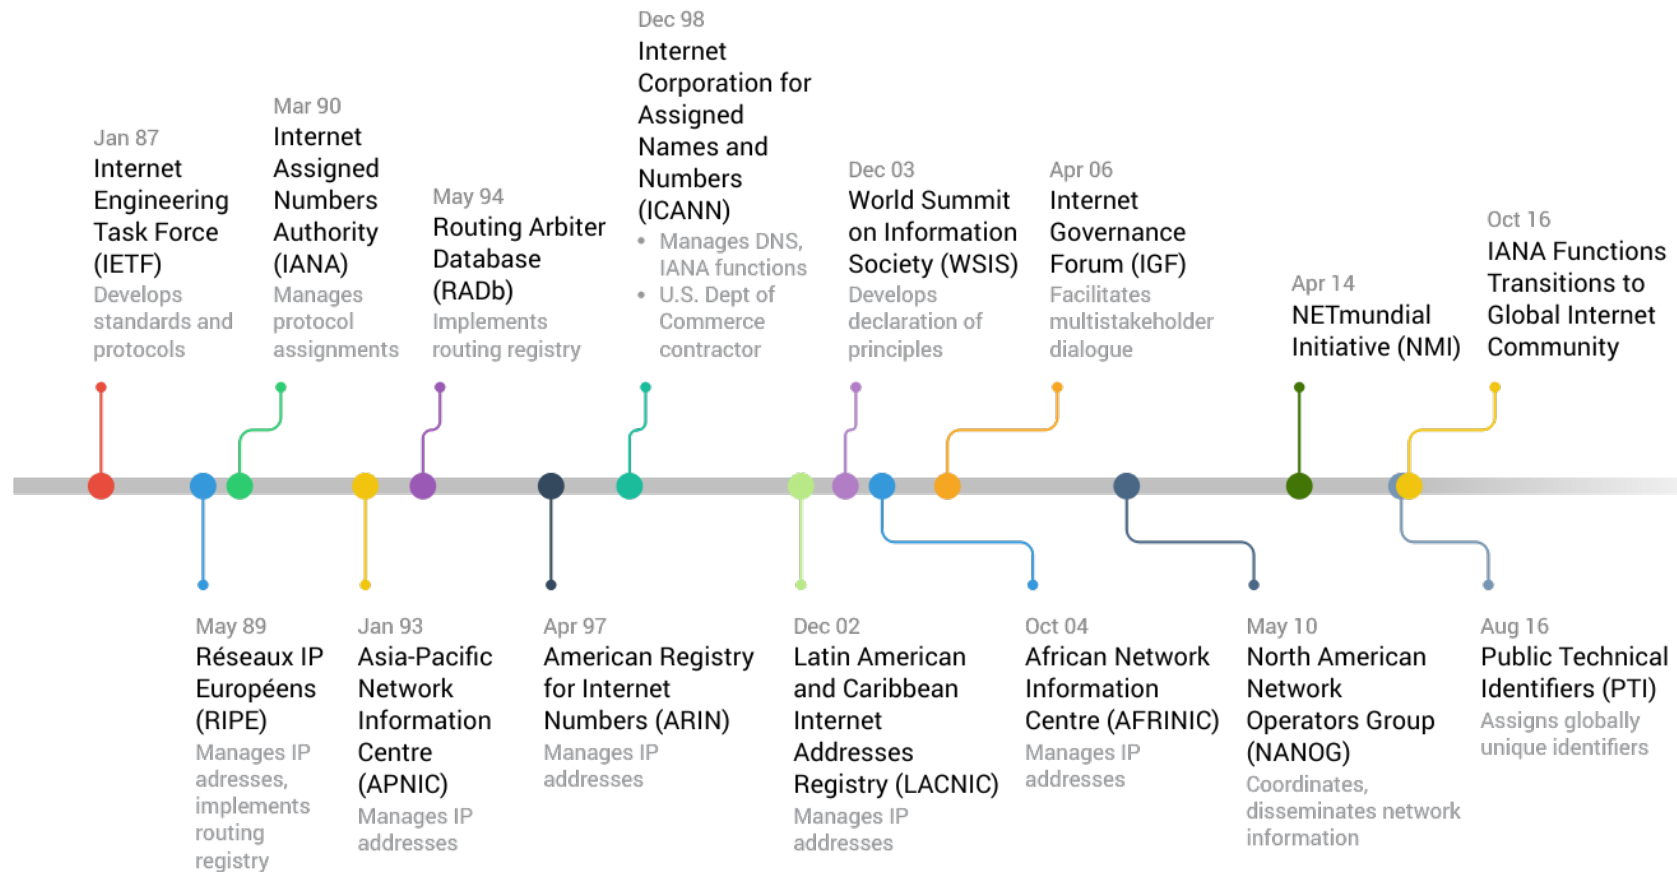 Jan 87
Internet
Engineering
Task Force
(IETF)
Develops
standards and
protocols
Mar 90
Internet
Assigned
Numbers
Authority
(IANA)
Manages
protocol
assignments
May 94
Routing Arbiter
Database
(RADb)
Implements
routing registry
Dec 98
Internet
Corporation for
Assigned
Names and
Numbers
(ICANN)
• Manages DNS,
IANA functions
• U.S. Dept of
Commerce
contractor
Dec 03
World Summit
on Information
Society (WSIS)
Develops
declaration of
principles
Apr 06
Internet
Governance
Forum (IGF)
Facilitates
multistakeholder
dialogue
Apr 14
NETmundial
Initiative (NMI)
Oct 16
IANA Functions
Transitions to
Global Internet
Community
May 89
Réseaux IP
Européens
(RIPE)
Manages IP
adresses,
implements
routing
registry
Jan 93
Asia-Pacific
Network
Information
Centre
(APNIC)
Manages IP
addresses
Apr 97
American Registry
for Internet
Numbers (ARIN)
Manages IP
addresses
Dec 02
Latin American
and Caribbean
Internet
Addresses
Registry (LACNIC)
Manages IP
addresses
Oct 04
African Network
Information
Centre (AFRINIC)
Manages IP
addresses
May 10
North American
Network
Operators Group
(NANOG)
Coordinates,
disseminates network
information
Aug 16
Public Technical
Identifiers (PTI)
Assigns globally
unique identifiers